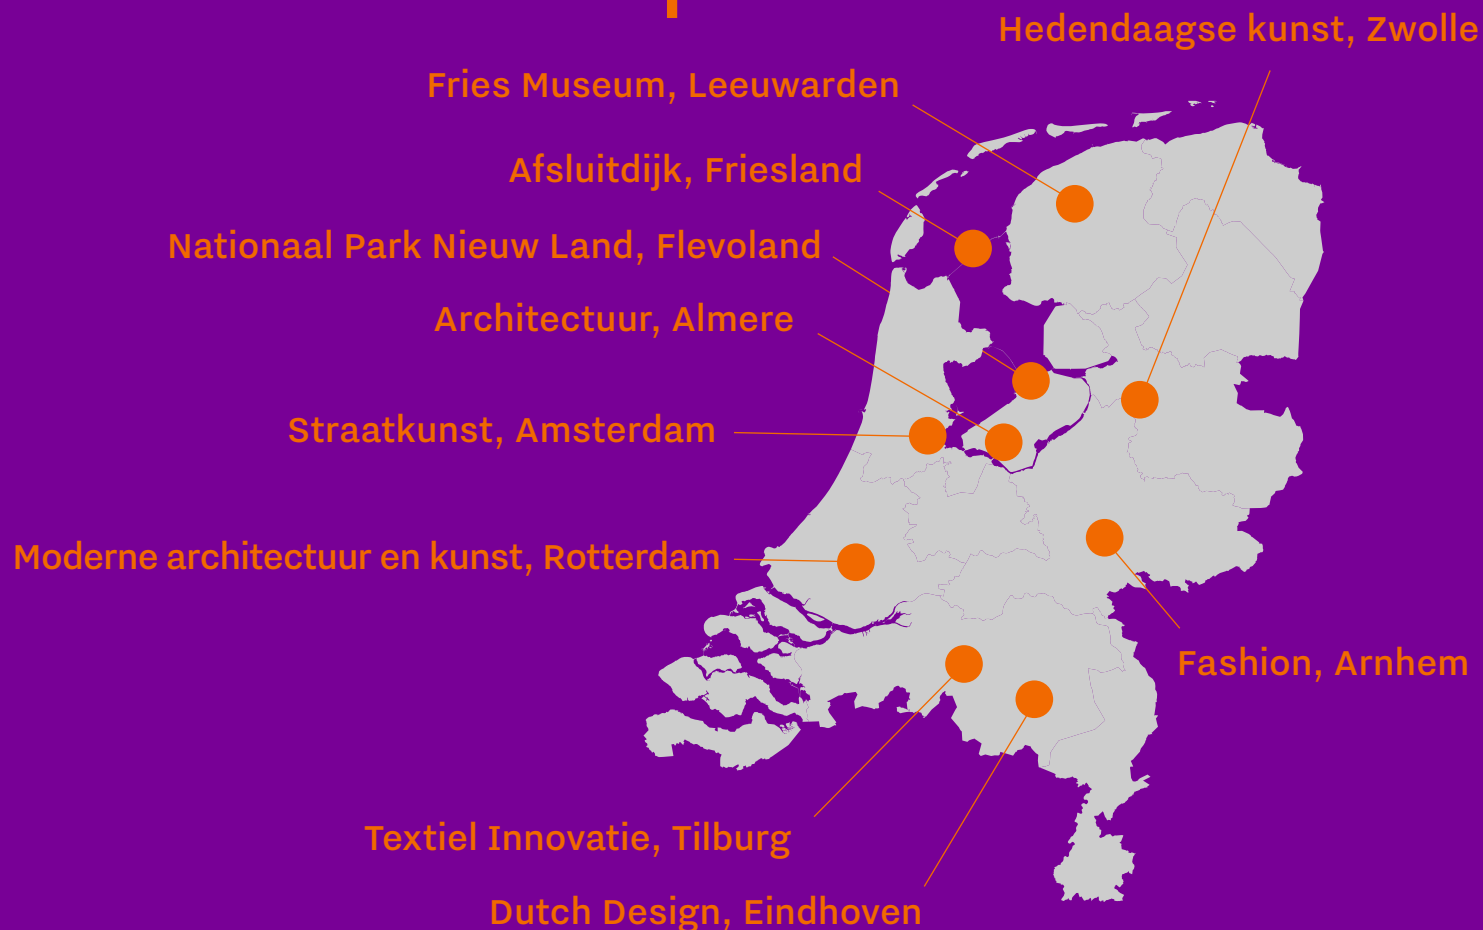 Hedendaagse kunst, Zwolle
Fries Museum, Leeuwarden
Afsluitdijk, Friesland
Nationaal Park Nieuw Land, Flevoland
Architectuur, Almere
Straatkunst, Amsterdam
Moderne architectuur en kunst, Rotterdam
Fashion, Arnhem
Textiel Innovatie, Tilburg
Dutch Design, Eindhoven